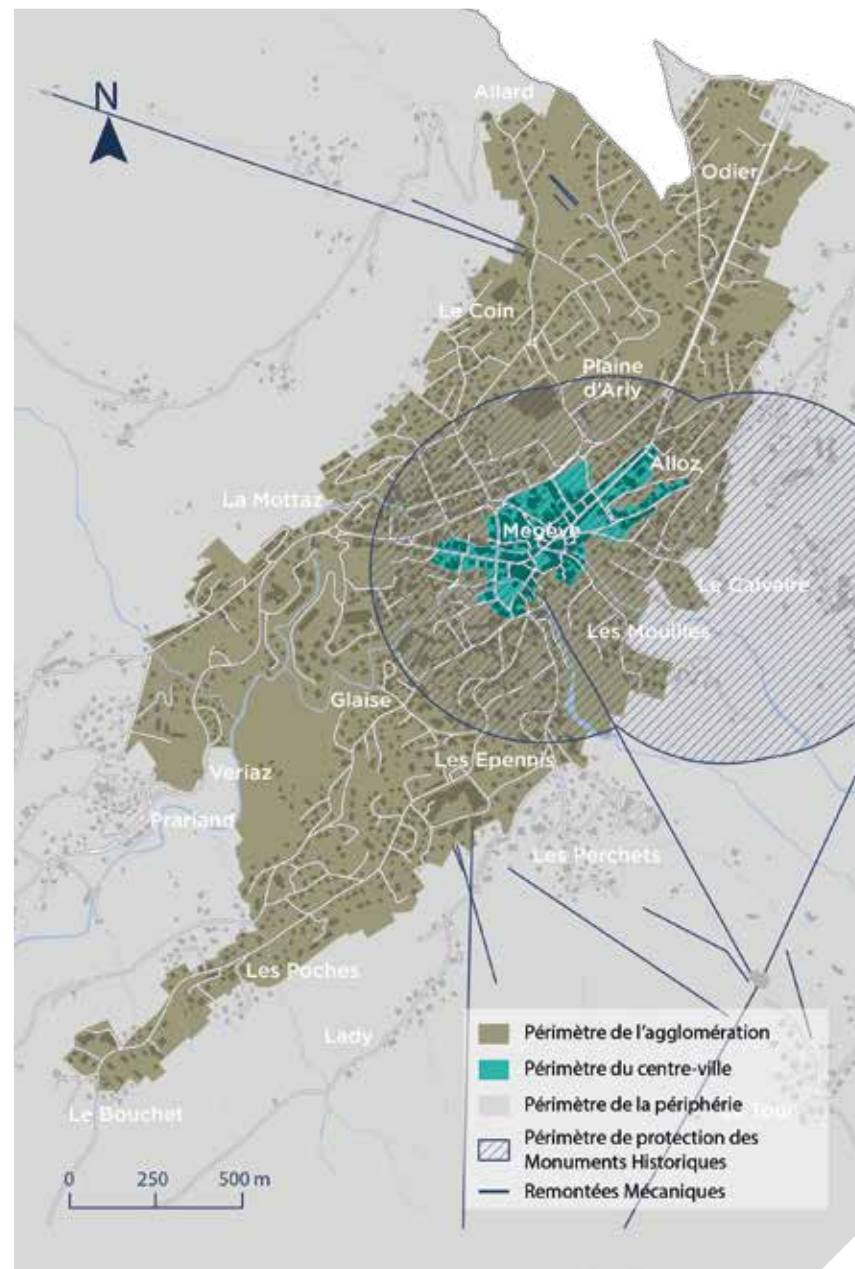 N
Allard
Odier
Le Coin
Plaine
d'Arly
Alloz
La Mottaz
Megève
Le Calvaire
Les Mouilles
Glaise
Les Epennis
Veriaz
Prariand
Les Perchets
Les Poches
Lady
Le Bouchet
Tour
0 250 500 m
Périmètre de l'agglomération
Périmètre du centre-ville
Périmètre de la périphérie
Périmètre de protection des
Monuments Historiques
Remontées Mécaniques